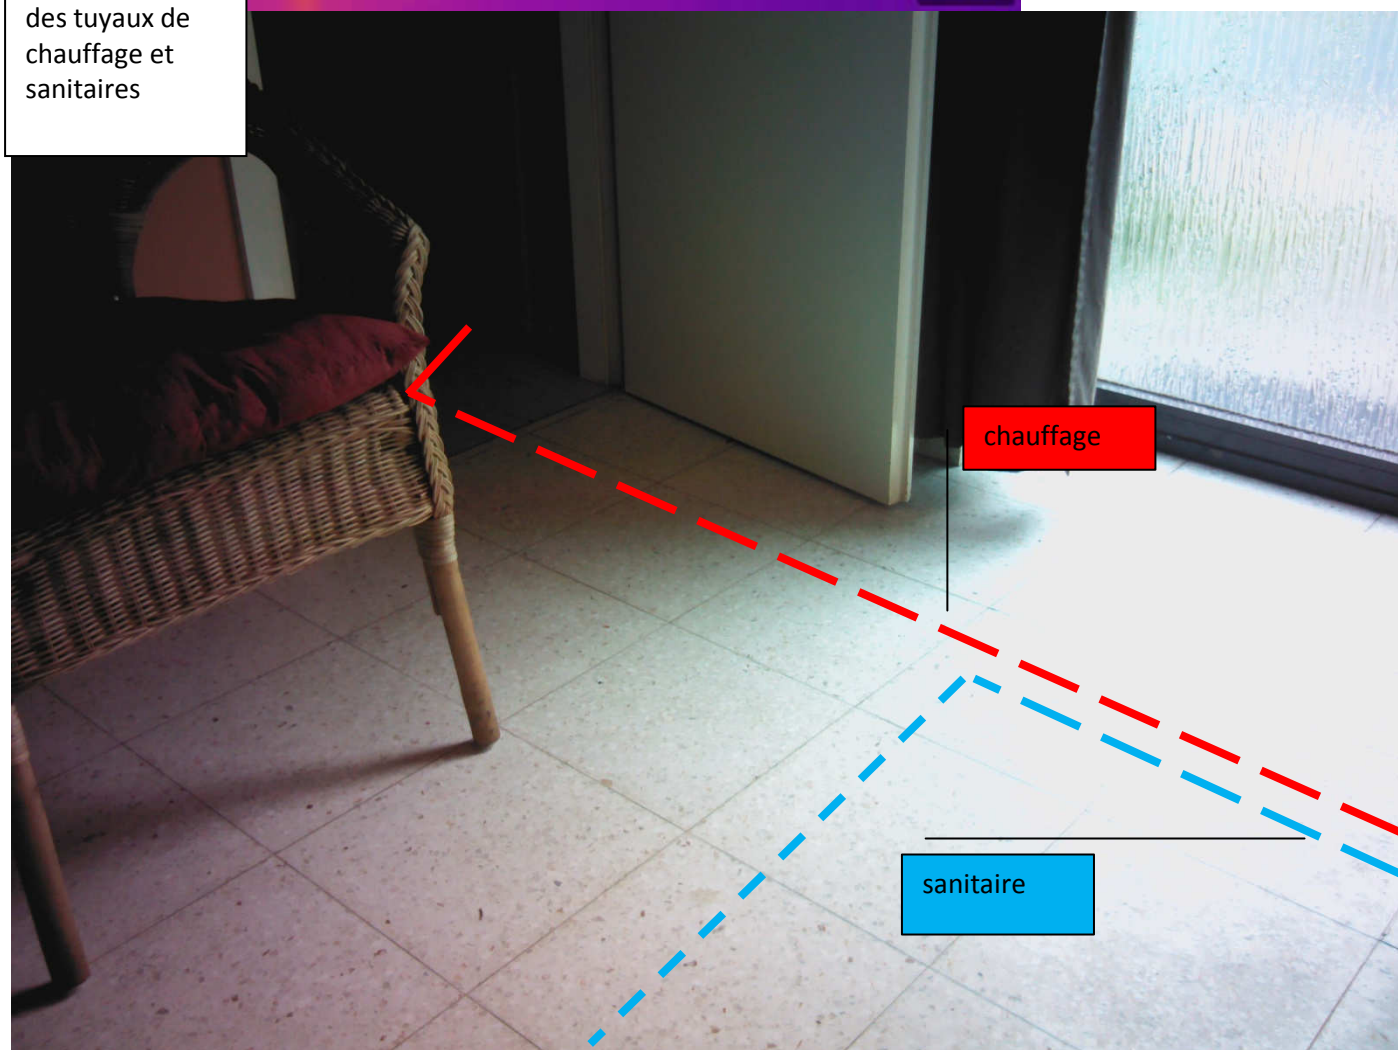 des tuyaux de
chauffage et
sanitaires
chauffage
sanitaire